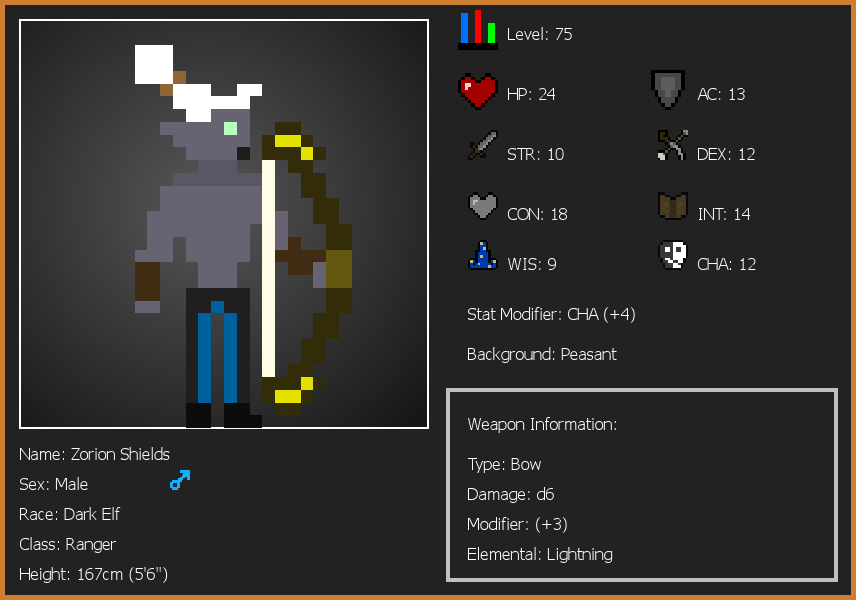 Level: 75
HP: 24
AC: 13
STR: 10
DEX: 12
CON: 18
INT: 14
WIS: 9
CHA: 12
Stat Modifier: CHA (+4)
Background: Peasant
Weapon Information:
Type: Bow
Damage: d6
Modifier: (+3)
Elemental: Lightning
Name: Zorion Shields
Sex: Male
Race: Dark Elf
Class: Ranger
Height: 167cm (5'6")